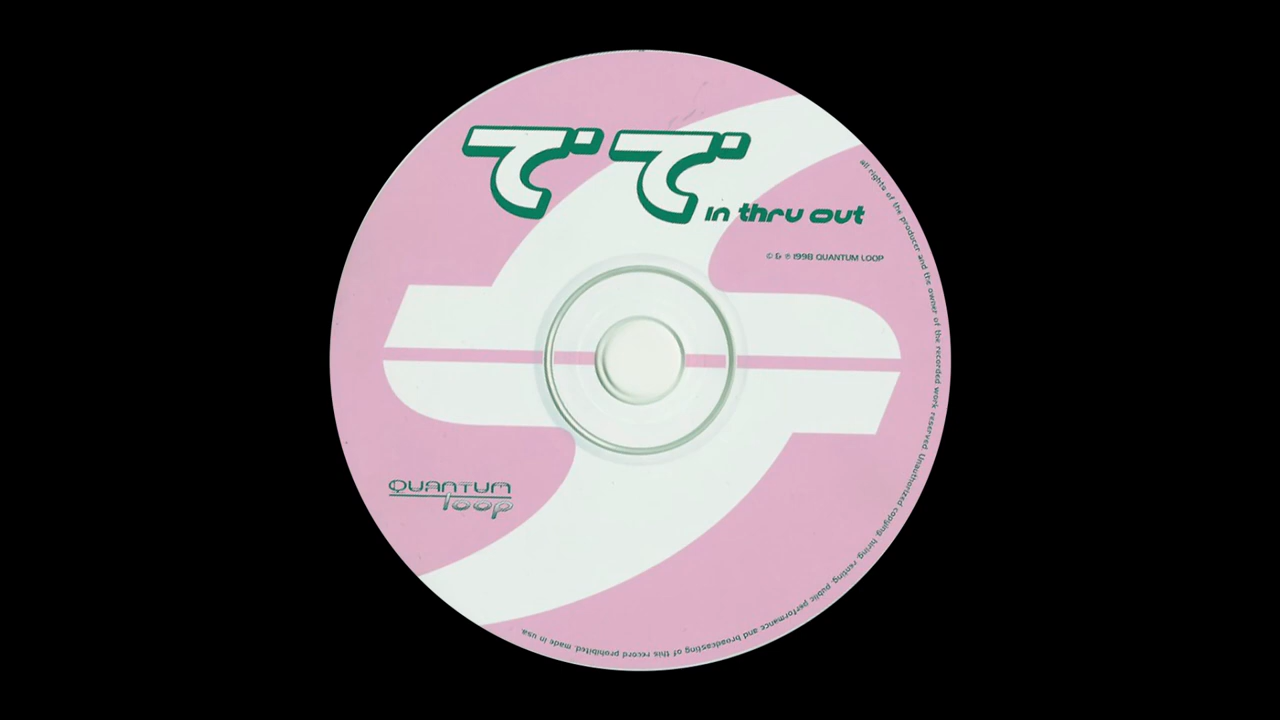 でで
in thru out
© & ℗ 1998 QUANTUM LOOP
all rights of the producer and the owner of the recorded work reserved. Unauthorized copying, hiring, renting, public performance and broadcasting of this record prohibited. made in usa.
QUANTUM
loop